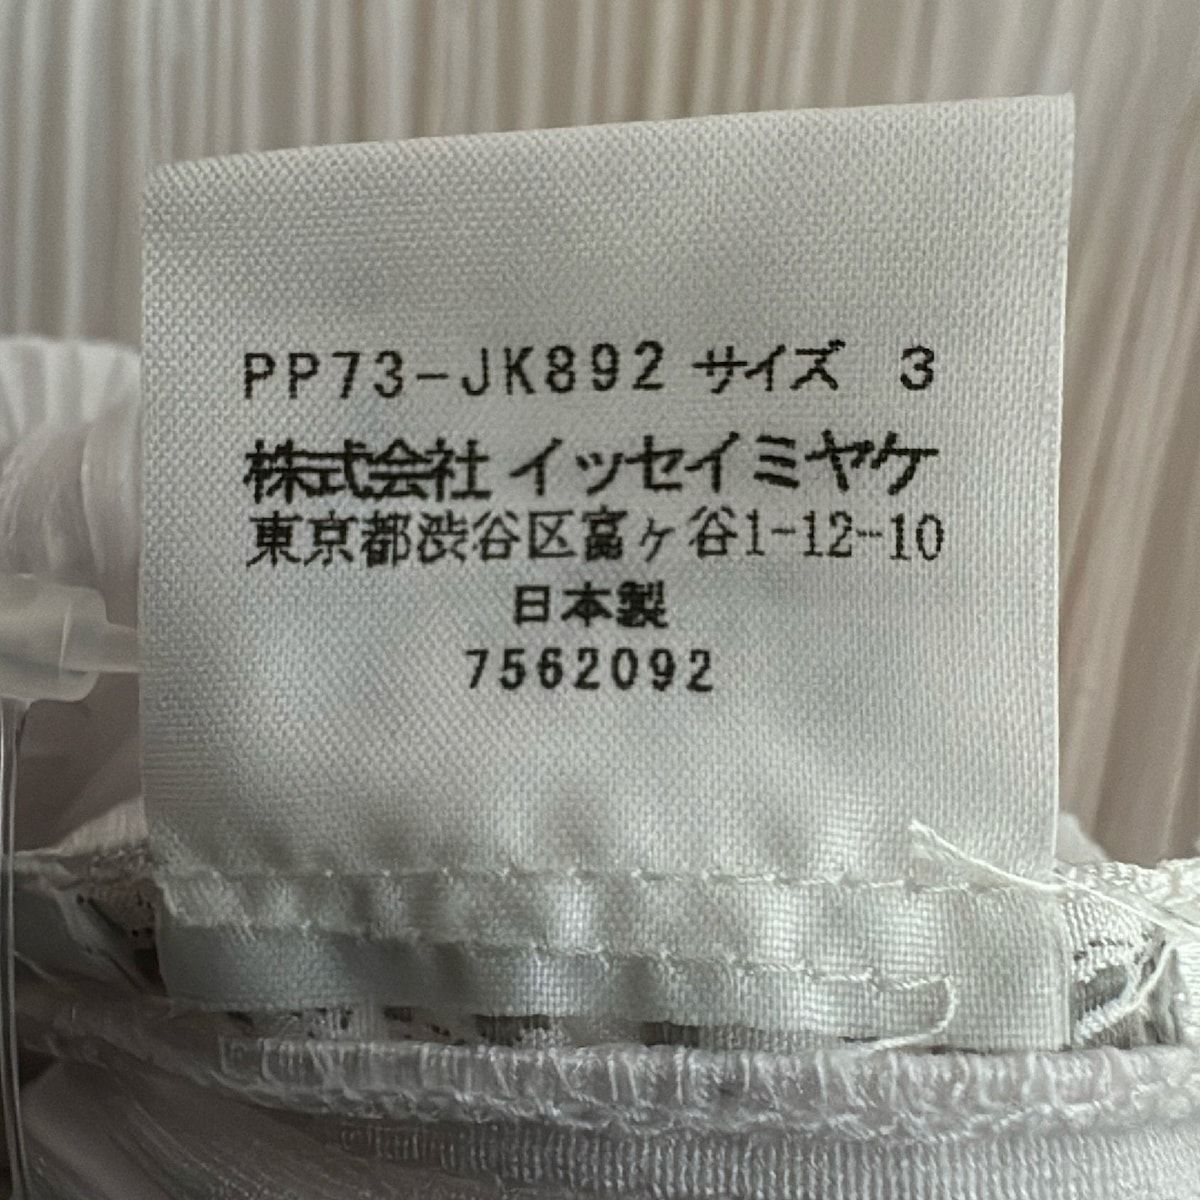 PP73-JK892 サイズ 3
株式会社 イッセイミヤケ
東京都渋谷区富ヶ谷1-12-10
日本製
7562092